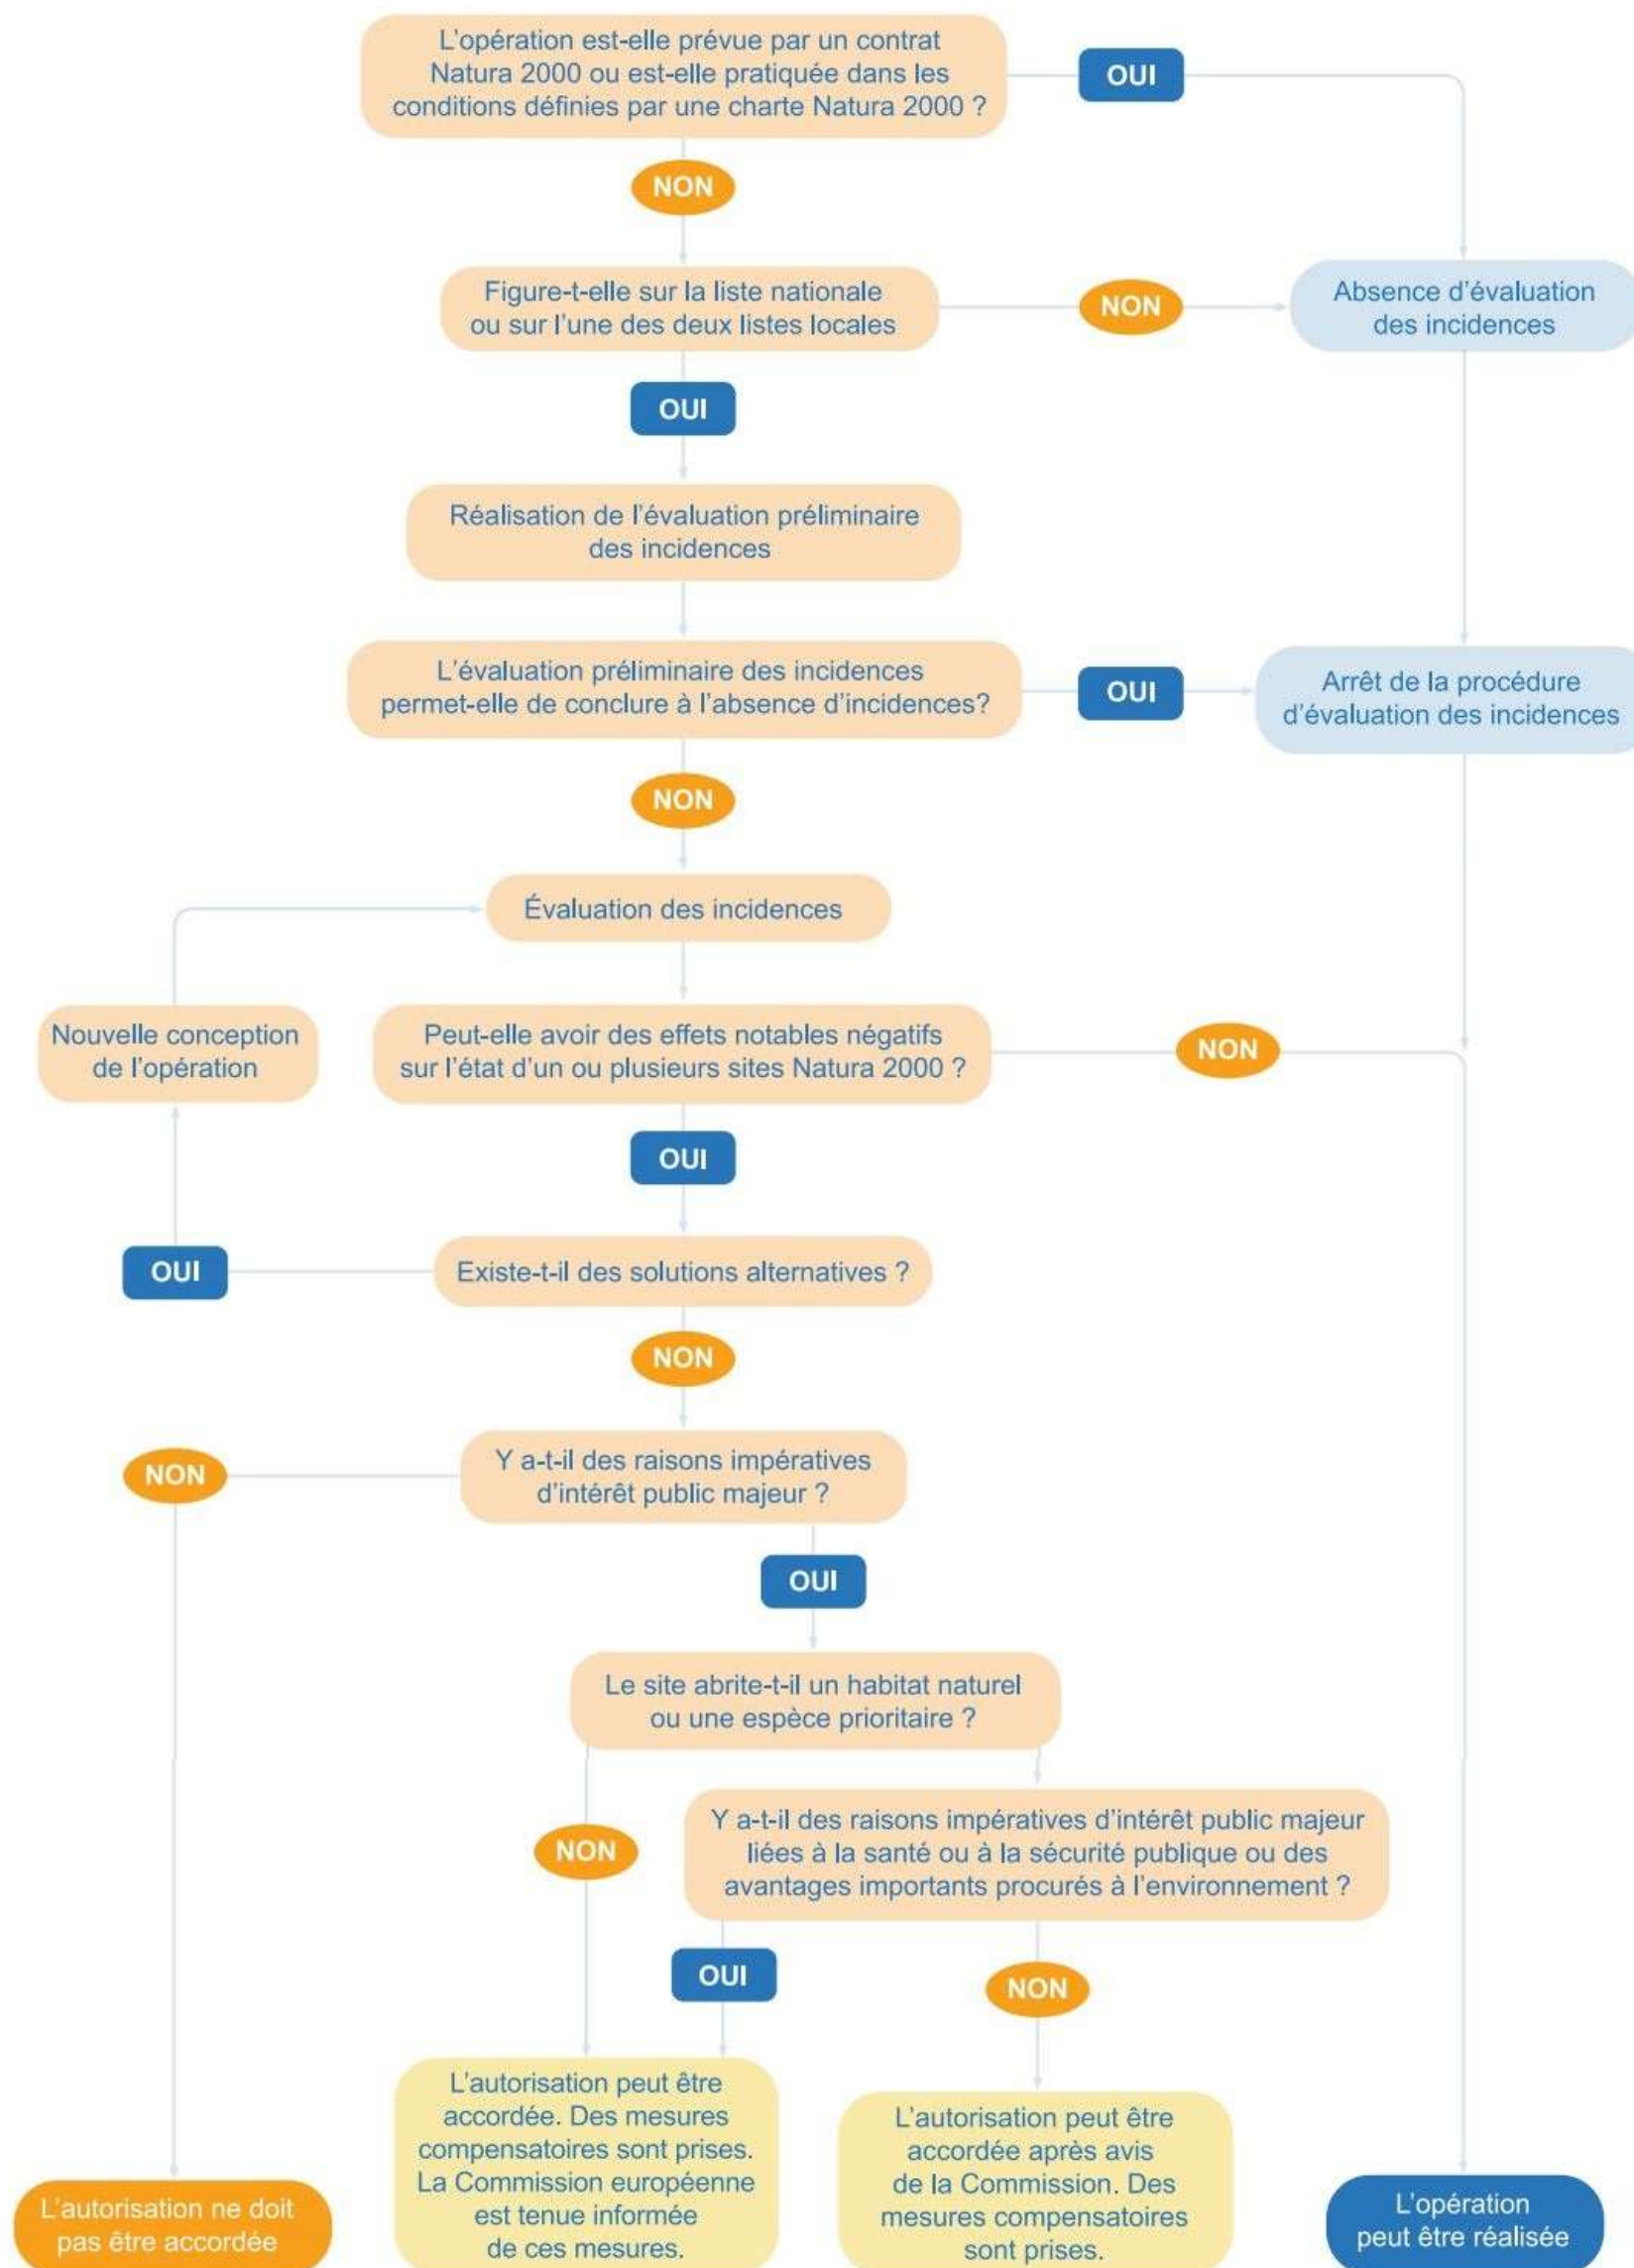 L'opération est-elle prévue par un contrat
Natura 2000 ou est-elle pratiquée dans les
conditions définies par une charte Natura 2000 ?
OUI
NON
Figure-t-elle sur la liste nationale
ou sur l'une des deux listes locales
NON
Absence d'évaluation
des incidences
OUI
Réalisation de l'évaluation préliminaire
des incidences
L'évaluation préliminaire des incidences
permet-elle de conclure à l'absence d'incidences?
OUI
Arrêt de la procédure
d'évaluation des incidences
NON
Évaluation des incidences
Nouvelle conception
de l'opération
Peut-elle avoir des effets notables négatifs
sur l'état d'un ou plusieurs sites Natura 2000 ?
NON
OUI
OUI
Existe-t-il des solutions alternatives ?
NON
NON
Y a-t-il des raisons impératives
d'intérêt public majeur ?
OUI
Le site abrite-t-il un habitat naturel
ou une espèce prioritaire ?
NON
Y a-t-il des raisons impératives d'intérêt public majeur
liées à la santé ou à la sécurité publique ou des
avantages importants procurés à l'environnement ?
OUI
NON
L'autorisation ne doit
pas être accordée
L'autorisation peut être
accordée. Des mesures
compensatoires sont prises.
La Commission européenne
est tenue informée
de ces mesures.
L'autorisation peut être
accordée après avis
de la Commission. Des
mesures compensatoires
sont prises.
L'opération
peut être réalisée